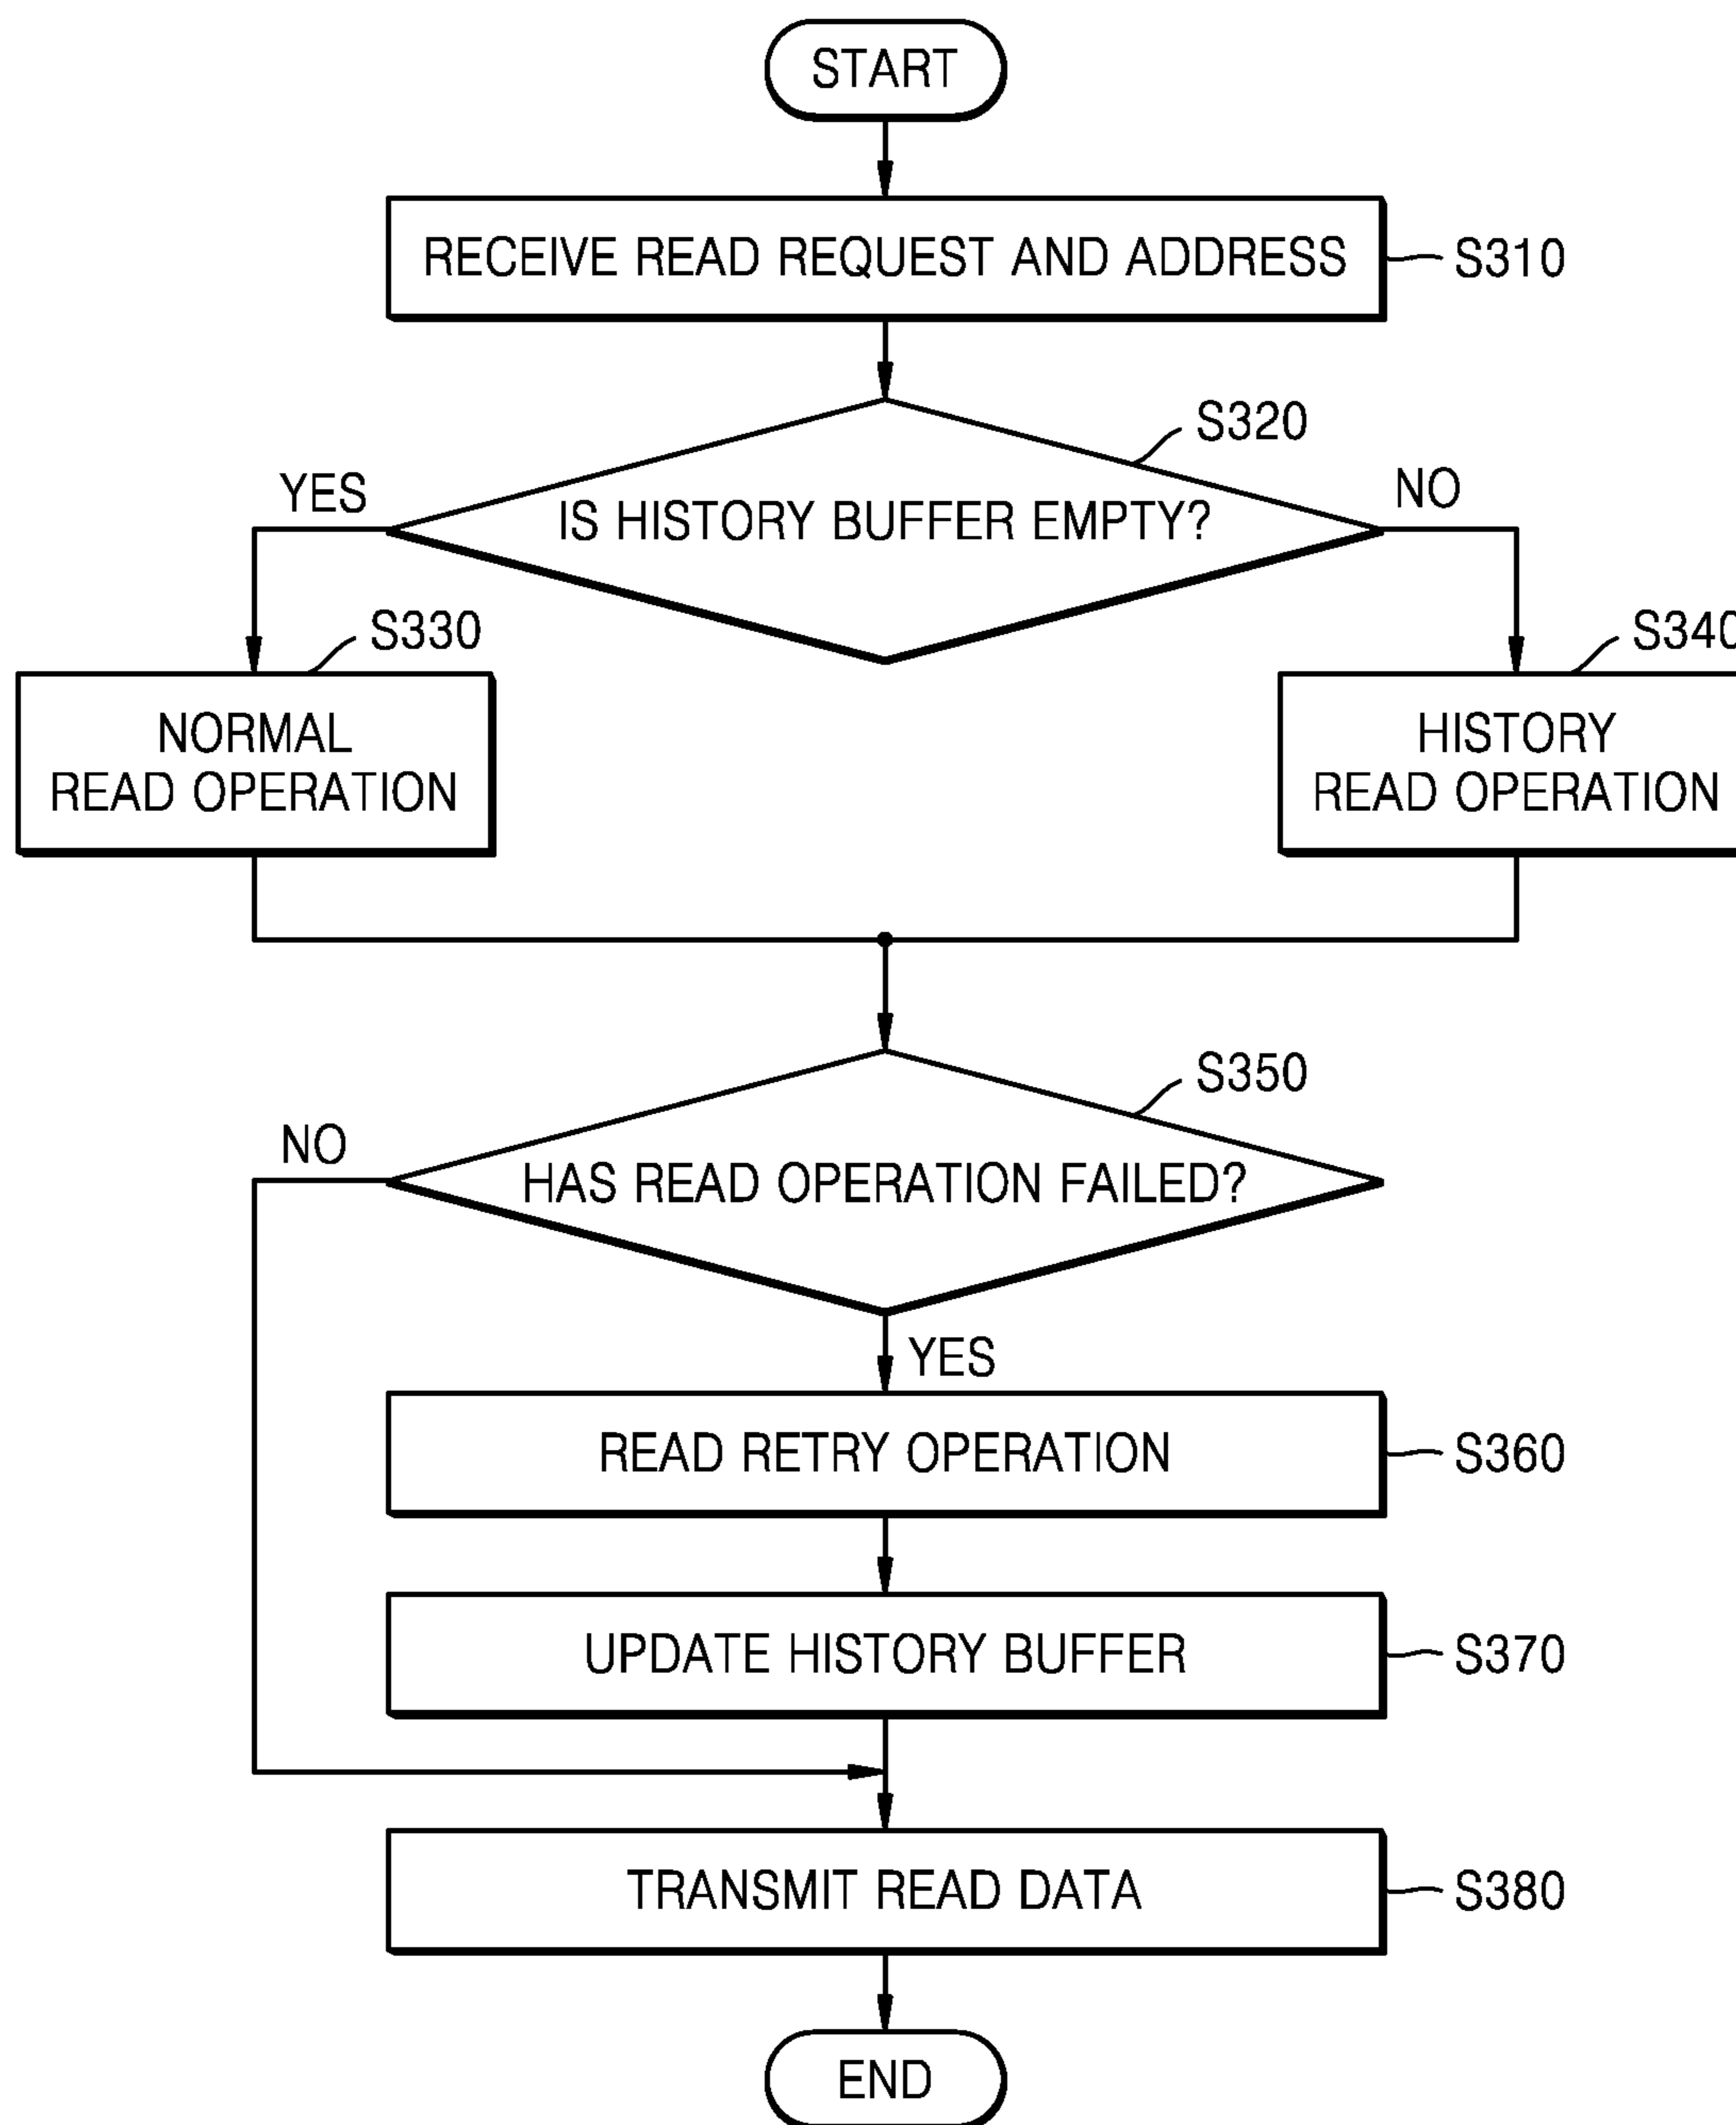 START
RECEIVE READ REQUEST AND ADDRESS
S310
S320
YES
IS HISTORY BUFFER EMPTY?
NO
S330
S340
NORMAL
READ OPERATION
HISTORY
READ OPERATION
S350
NO
HAS READ OPERATION FAILED?
YES
READ RETRY OPERATION
S360
UPDATE HISTORY BUFFER
S370
TRANSMIT READ DATA
S380
END